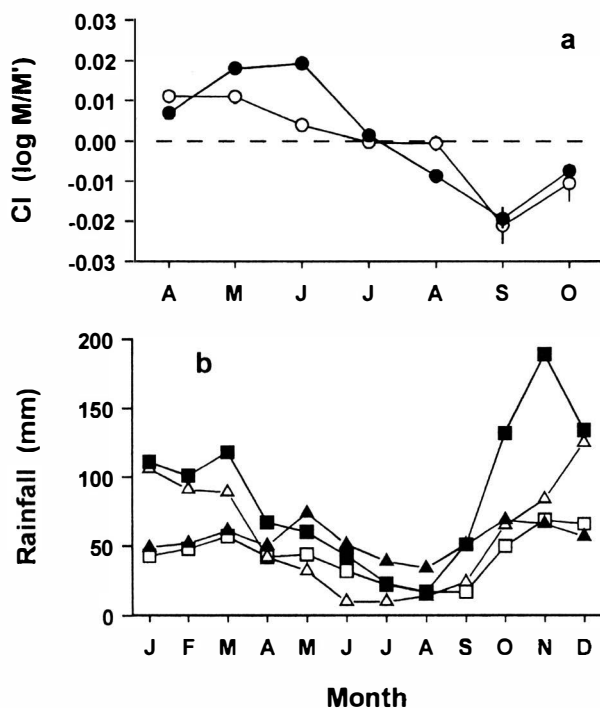 a
0.03
0.02
0.01
0.00
-0.01
-0.02
-0.03
CI (log M/M')
A M J J A S O
b
200
150
100
50
0
Rainfall (mm)
J F M A M J J A S O N D
Month